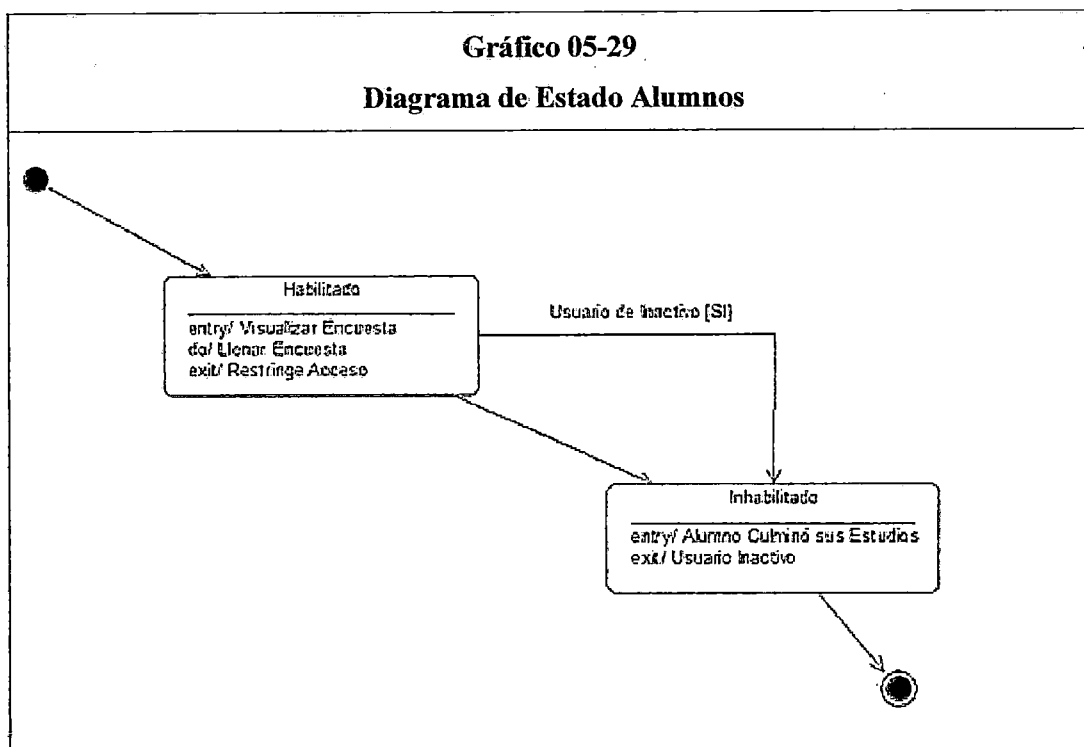 Gráfico 05-29
Diagrama de Estado Alumnos
Habilitado
entry/ Visualizar Encuesta
do/ Llenar Encuesta
exit/ Restringe Acceso
Usuario de Inactivo [SI]
Inhabilitado
entry/ Alumno Culminó sus Estudios
exit/ Usuario Inactivo